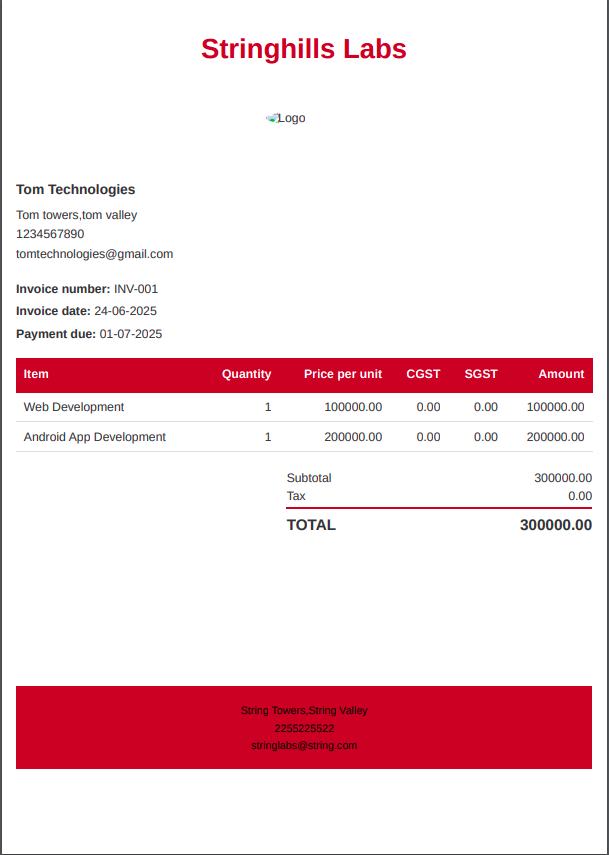 Stringhills Labs
Logo
Tom Technologies
Tom towers,tom valley
1234567890
tomtechnologies@gmail.com
Invoice number: INV-001
Invoice date: 24-06-2025
Payment due: 01-07-2025
Item Quantity Price per unit CGST SGST Amount
Web Development 1 100000.00 0.00 0.00 100000.00
Android App Development 1 200000.00 0.00 0.00 200000.00
Subtotal 300000.00
Tax 0.00
TOTAL 300000.00
String Towers,String Valley
2255226522
stringlabs@string.com